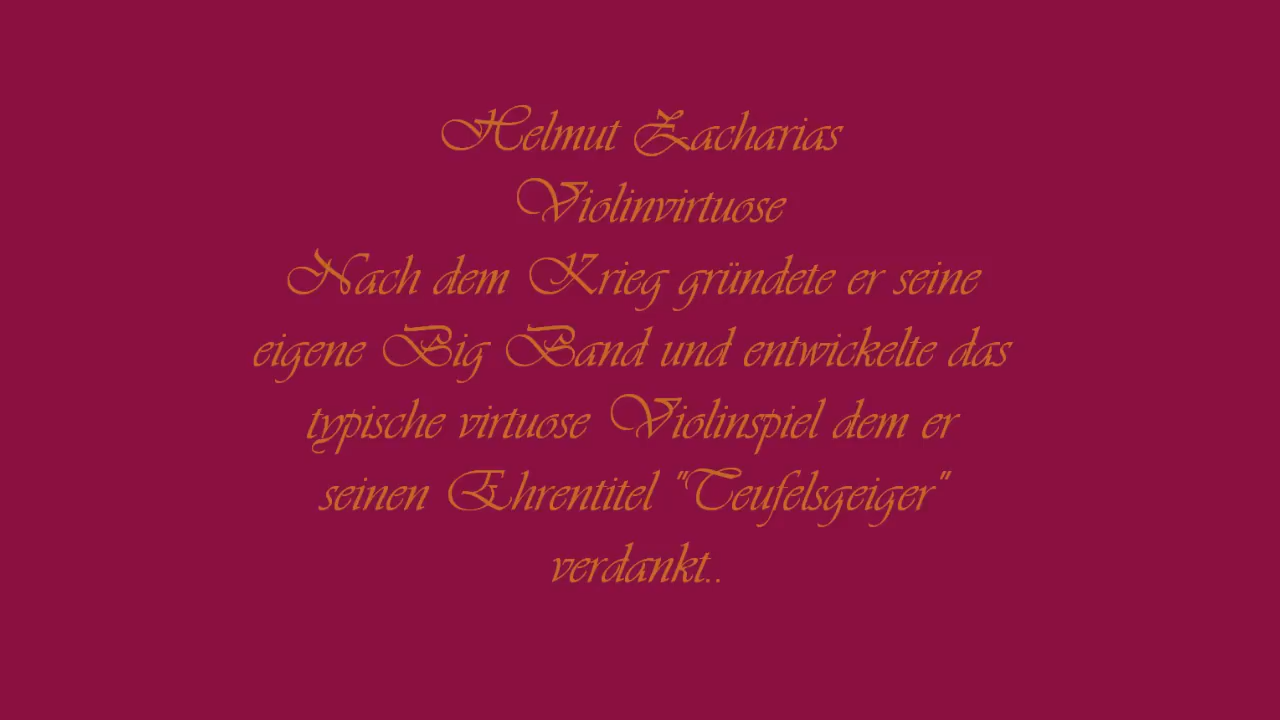 Helmut Zacharias
Violinvirtuose
Nach dem Krieg gründete er seine
eigene Big Band und entwickelte das
typische virtuose Violinspiel dem er
seinen Ehrentitel "Teufelsgeiger"
verdankt..